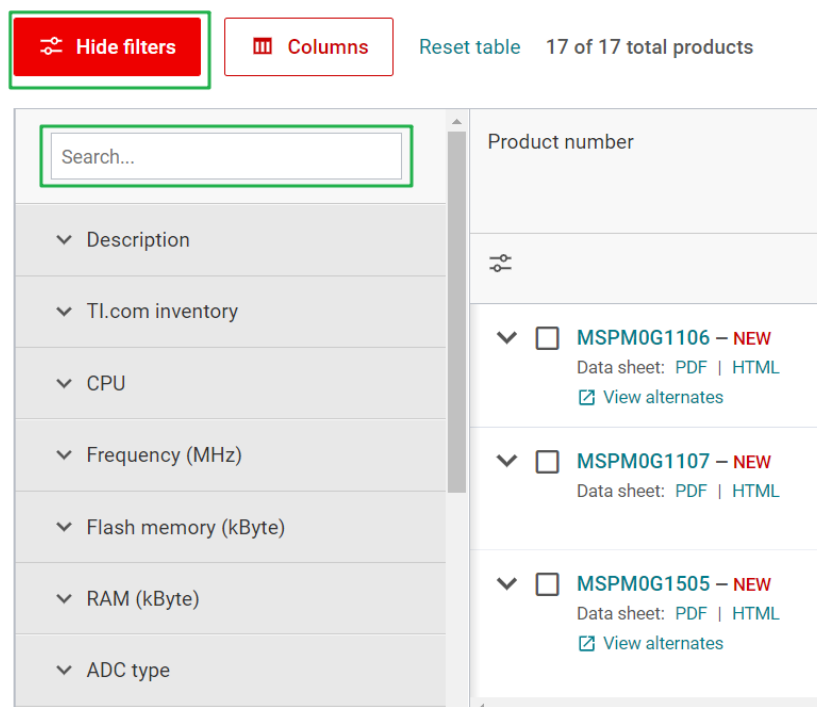 Hide filters
Columns
Reset table
17 of 17 total products
Search...
Product number
Description
TI.com inventory
CPU
Frequency (MHz)
Flash memory (kByte)
RAM (kByte)
ADC type
MSPM0G1106 – NEW
Data sheet: PDF | HTML
View alternates
MSPM0G1107 – NEW
Data sheet: PDF | HTML
MSPM0G1505 – NEW
Data sheet: PDF | HTML
View alternates